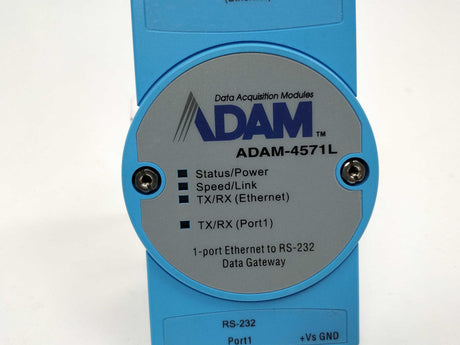 Data Acquisition Modules
ADAM™
ADAM-4571L
Status/Power
Speed/Link
TX/RX (Ethernet)
TX/RX (Port1)
1-port Ethernet to RS-232
Data Gateway
RS-232
Port1
+Vs GND